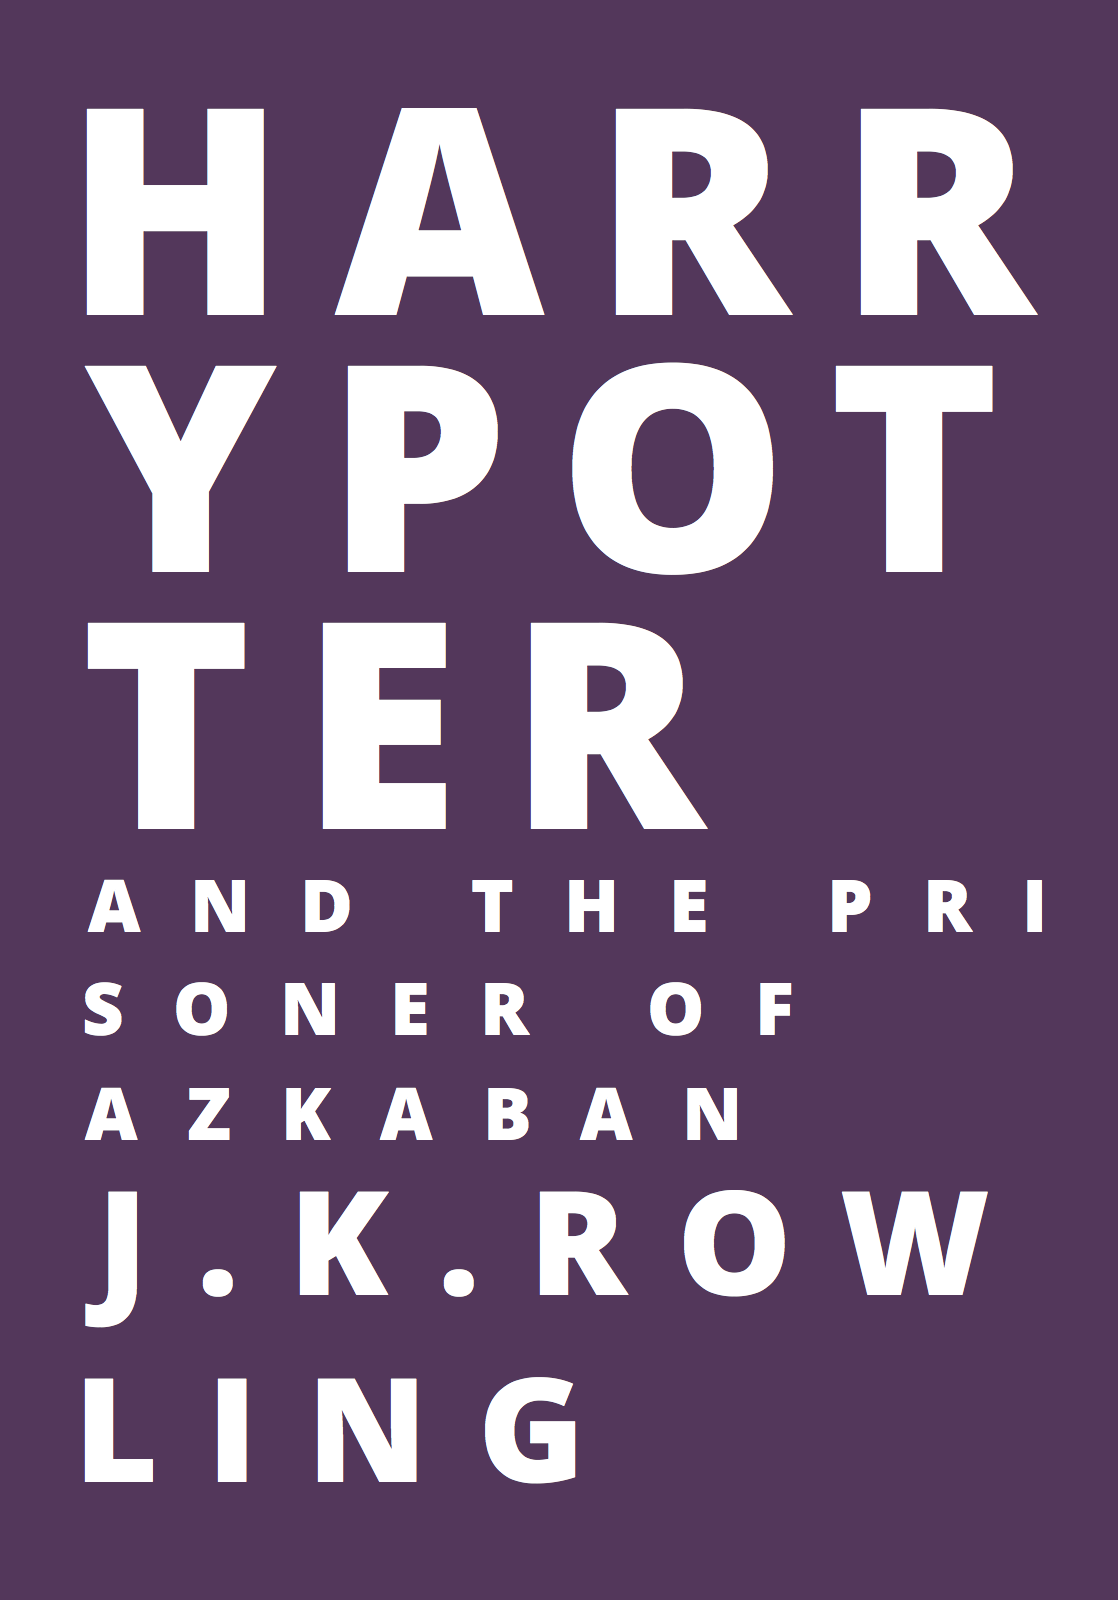 HARR
YPOT
TER
AND THE PRI
SONER OF
AZKABAN
J.K.ROW
LING